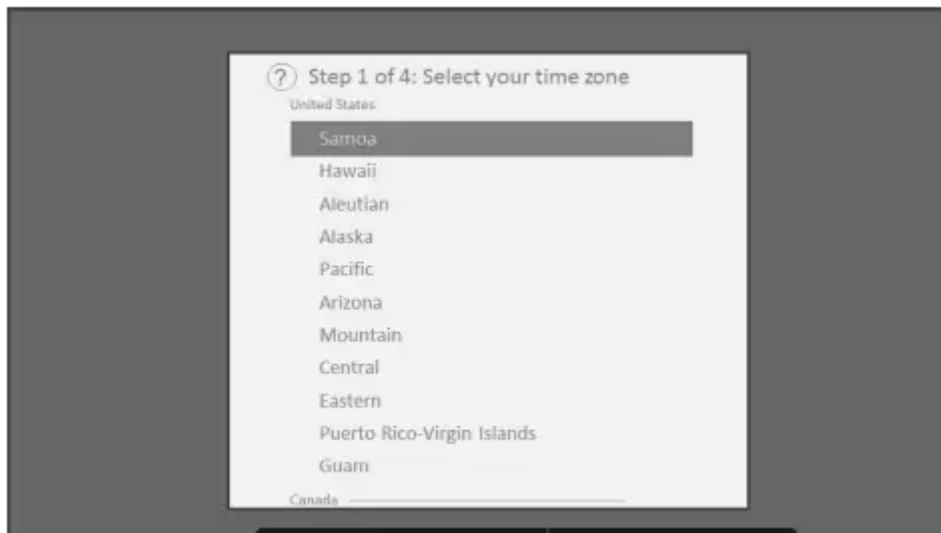 ? Step 1 of 4: Select your time zone
United States
Samoa
Hawaii
Aleutian
Alaska
Pacific
Arizona
Mountain
Central
Eastern
Puerto Rico-Virgin Islands
Guam
Canada